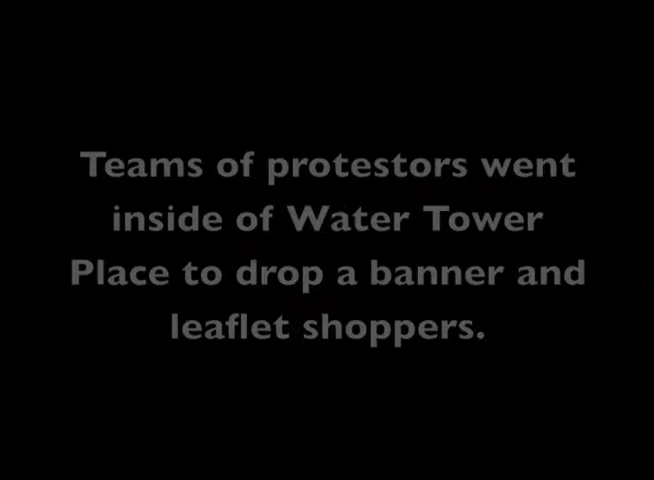 Teams of protestors went
inside of Water Tower
Place to drop a banner and
leaflet shoppers.